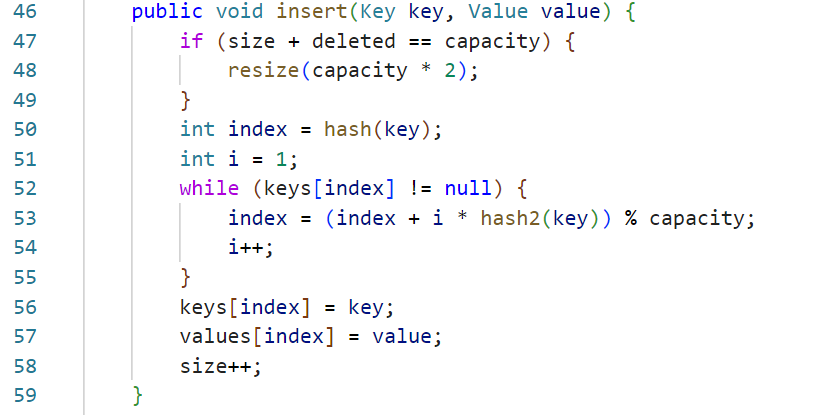 46 public void insert(Key key, Value value) {
47 if (size + deleted == capacity) {
48 resize(capacity * 2);
49 }
50 int index = hash(key);
51 int i = 1;
52 while (keys[index] != null) {
53 index = (index + i * hash2(key)) % capacity;
54 i++;
55 }
56 keys[index] = key;
57 values[index] = value;
58 size++;
59 }